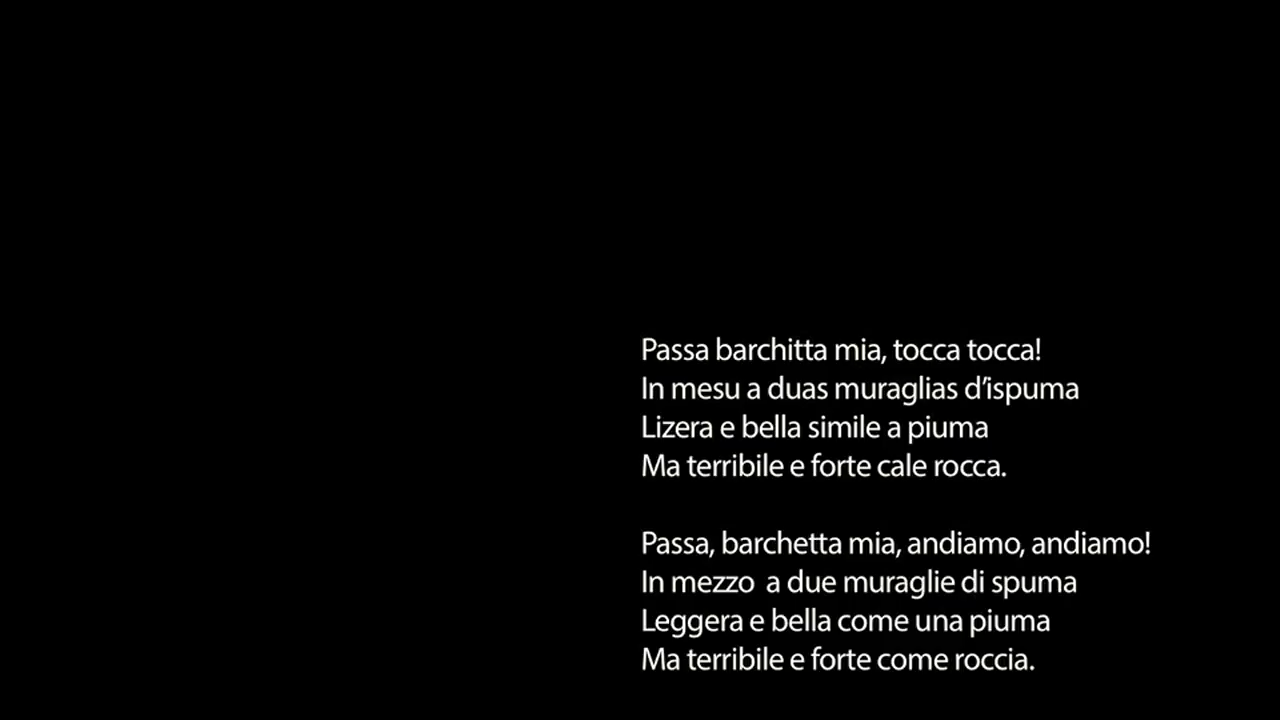 Passa barchitta mia, tocca tocca!
In mesu a duas muraglias d’ispuma
Lizera e bella simile a piuma
Ma terribile e forte cale rocca.
Passa, barchetta mia, andiamo, andiamo!
In mezzo  a due muraglie di spuma
Leggera e bella come una piuma
Ma terribile e forte come roccia.